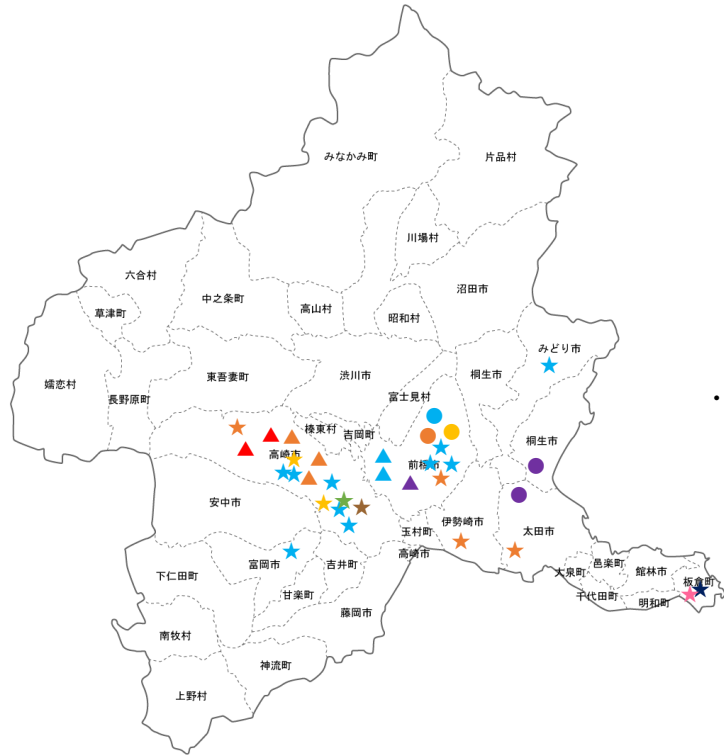 みなかみ町
片品村
川場村
六合村
沼田市
中之条町
高山村
草津町
昭和村
みどり市
渋川市
桐生市
東吾妻町
嬬恋村
長野原町
富士見村
榛東村
吉岡町
桐生市
高崎市
前橋市
安中市
伊勢崎市
太田市
玉村町
高崎市
富岡市
吉井町
邑楽町
館林市
下仁田町
大泉町
板倉町
甘楽町
千代田町
明和町
藤岡市
南牧村
神流町
上野村